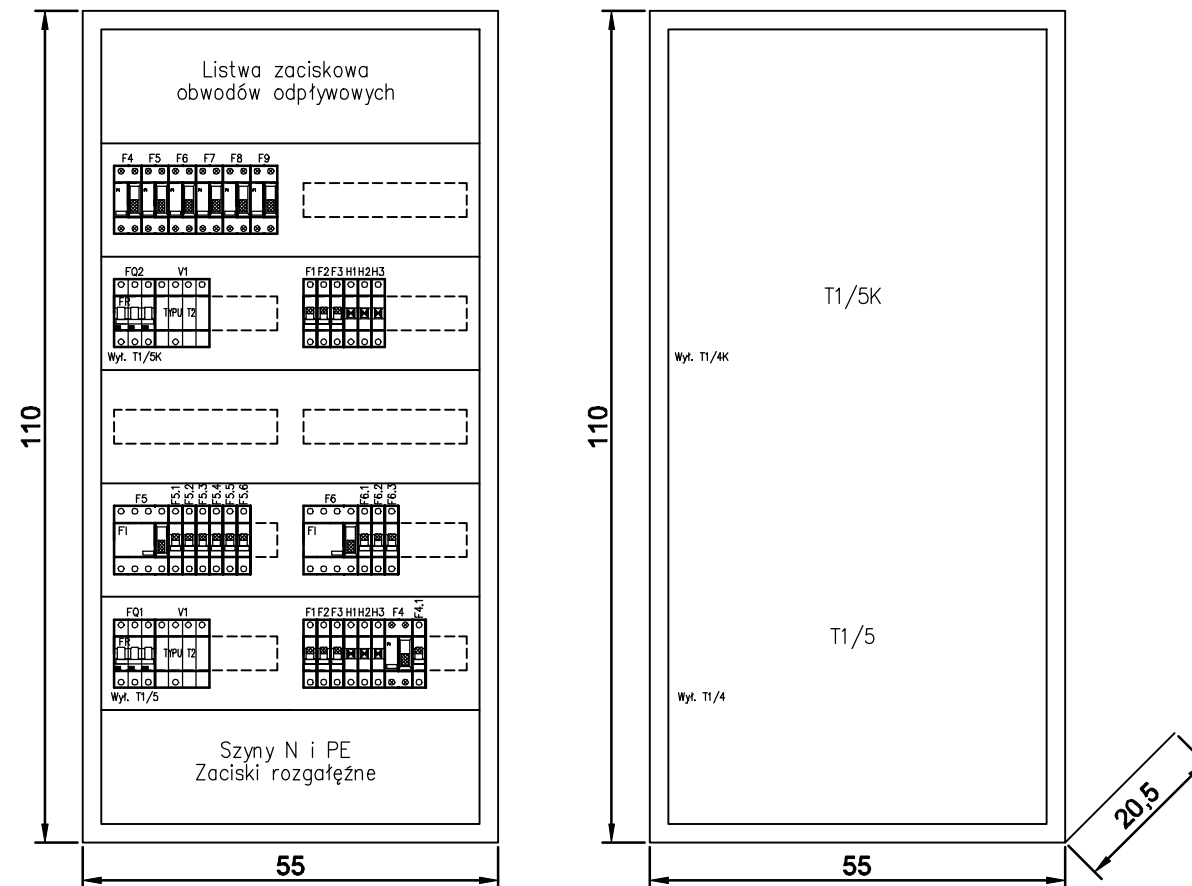 Listwa zaciskowa
obwodów odpływowych
F4 F5 F6 F7 F8 F9
FQ2 V1
F1 F2 F3 H1 H2 H3
FR
TYPU T2
Wył. T1/5K
F5 F5.1 F5.2 F5.3 F5.4 F5.5 F5.6
F6 F6.1 F6.2 F6.3
FI
FI
FQ1 V1
F1 F2 F3 H1 H2 H3 F4 F4.1
FR
TYPU T2
Wył. T1/5
Szyny N i PE
Zaciski rozgałęźne
110
55
T1/5K
Wył. T1/4K
T1/5
Wył. T1/4
110
55
20,5